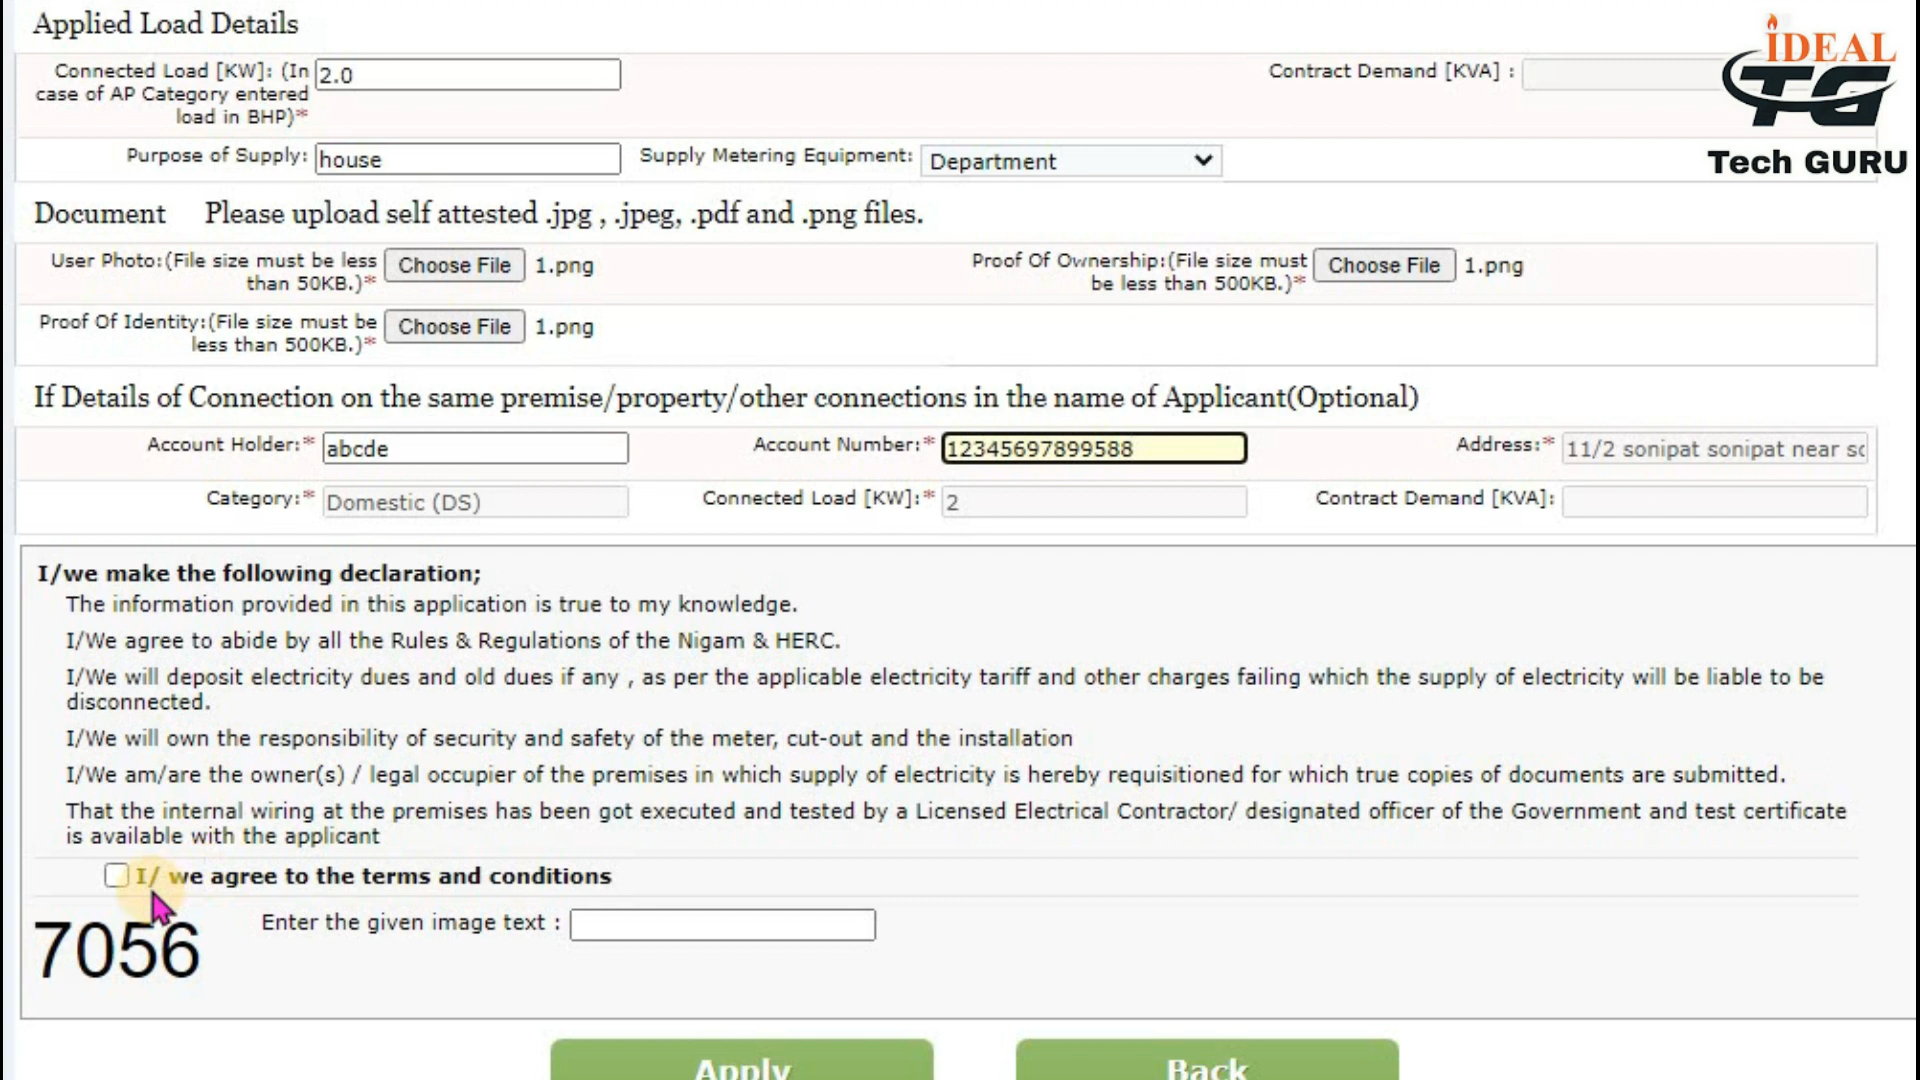 Applied Load Details
IDEAL
TG
Tech GURU
Connected Load [KW]: (In
case of AP Category entered
load in BHP)*
2.0
Contract Demand [KVA] :
Purpose of Supply:
house
Supply Metering Equipment:
Department
Document Please upload self attested .jpg , .jpeg, .pdf and .png files.
User Photo:(File size must be less
than 50KB.)*
Choose File 1.png
Proof Of Ownership:(File size must
be less than 500KB.)*
Choose File 1.png
Proof Of Identity:(File size must be
less than 500KB.)*
Choose File 1.png
If Details of Connection on the same premise/property/other connections in the name of Applicant(Optional)
Account Holder:* abcde Account Number:* 12345697899588 Address:* 11/2 sonipat sonipat near sc
Category:* Domestic (DS) Connected Load [KW]:* 2 Contract Demand [KVA]:
I/we make the following declaration;
The information provided in this application is true to my knowledge.
I/We agree to abide by all the Rules & Regulations of the Nigam & HERC.
I/We will deposit electricity dues and old dues if any , as per the applicable electricity tariff and other charges failing which the supply of electricity will be liable to be
disconnected.
I/We will own the responsibility of security and safety of the meter, cut-out and the installation
I/We am/are the owner(s) / legal occupier of the premises in which supply of electricity is hereby requisitioned for which true copies of documents are submitted.
That the internal wiring at the premises has been got executed and tested by a Licensed Electrical Contractor/ designated officer of the Government and test certificate
is available with the applicant
I/ we agree to the terms and conditions
7056
Enter the given image text :
Apply Back